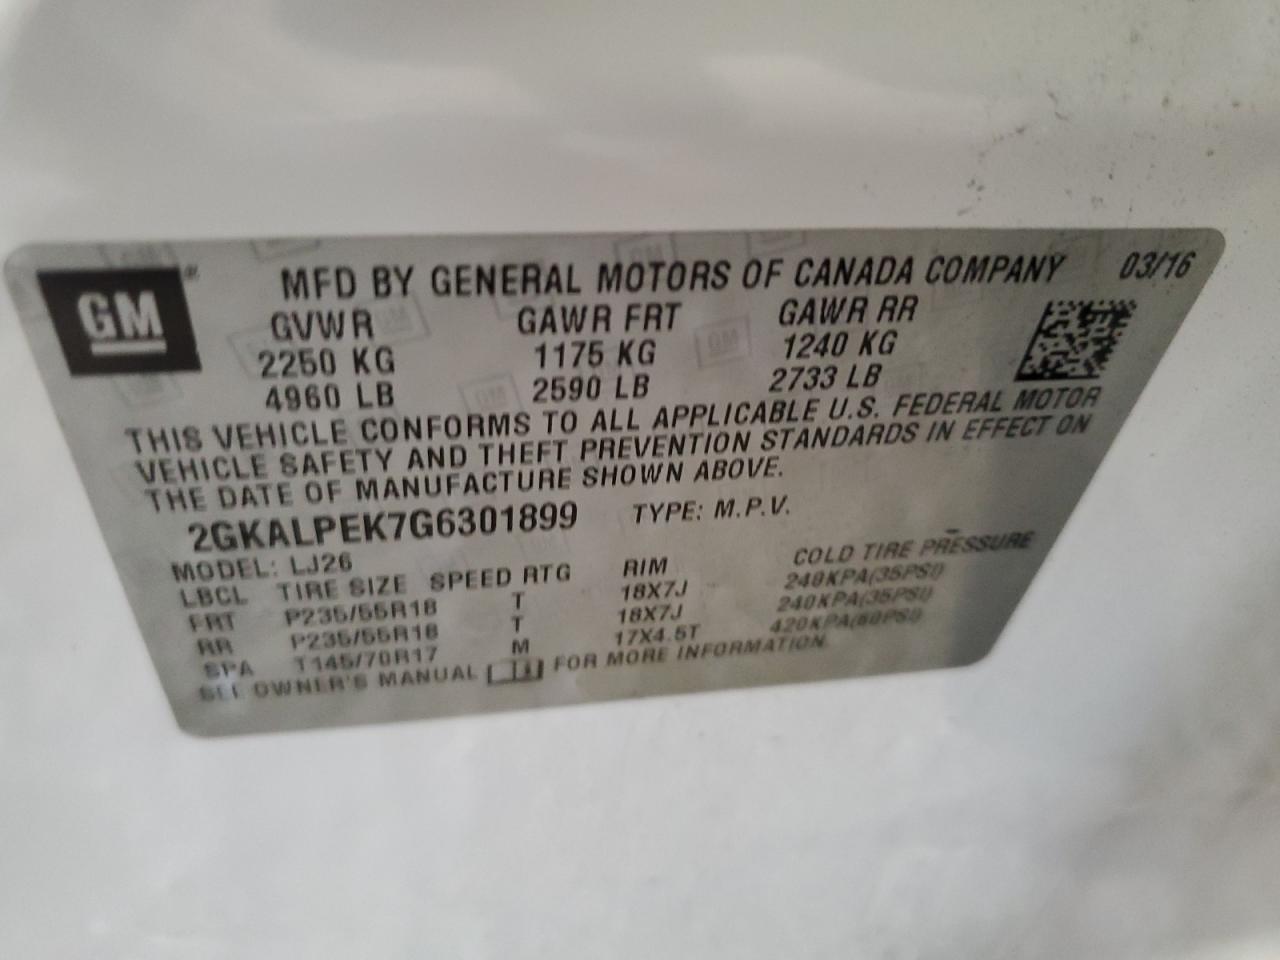 GM
MFD BY GENERAL MOTORS OF CANADA COMPANY 03/16
GVWR GAWR FRT GAWR RR
2250 KG 1175 KG 1240 KG
4960 LB 2590 LB 2733 LB
THIS VEHICLE CONFORMS TO ALL APPLICABLE U.S. FEDERAL MOTOR
VEHICLE SAFETY AND THEFT PREVENTION STANDARDS IN EFFECT ON
THE DATE OF MANUFACTURE SHOWN ABOVE.
2GKALPEK7G6301899 TYPE: M.P.V.
MODEL: LJ26
LBCL TIRE SIZE SPEED RTG RIM COLD TIRE PRESSURE
FRT P235/55R18 T 18X7J 240KPA(35PSI)
RR P235/55R18 T 18X7J 240KPA(35PSI)
SPA T145/70R17 M 17X4.5T 420KPA(60PSI)
SEE OWNER'S MANUAL FOR MORE INFORMATION.